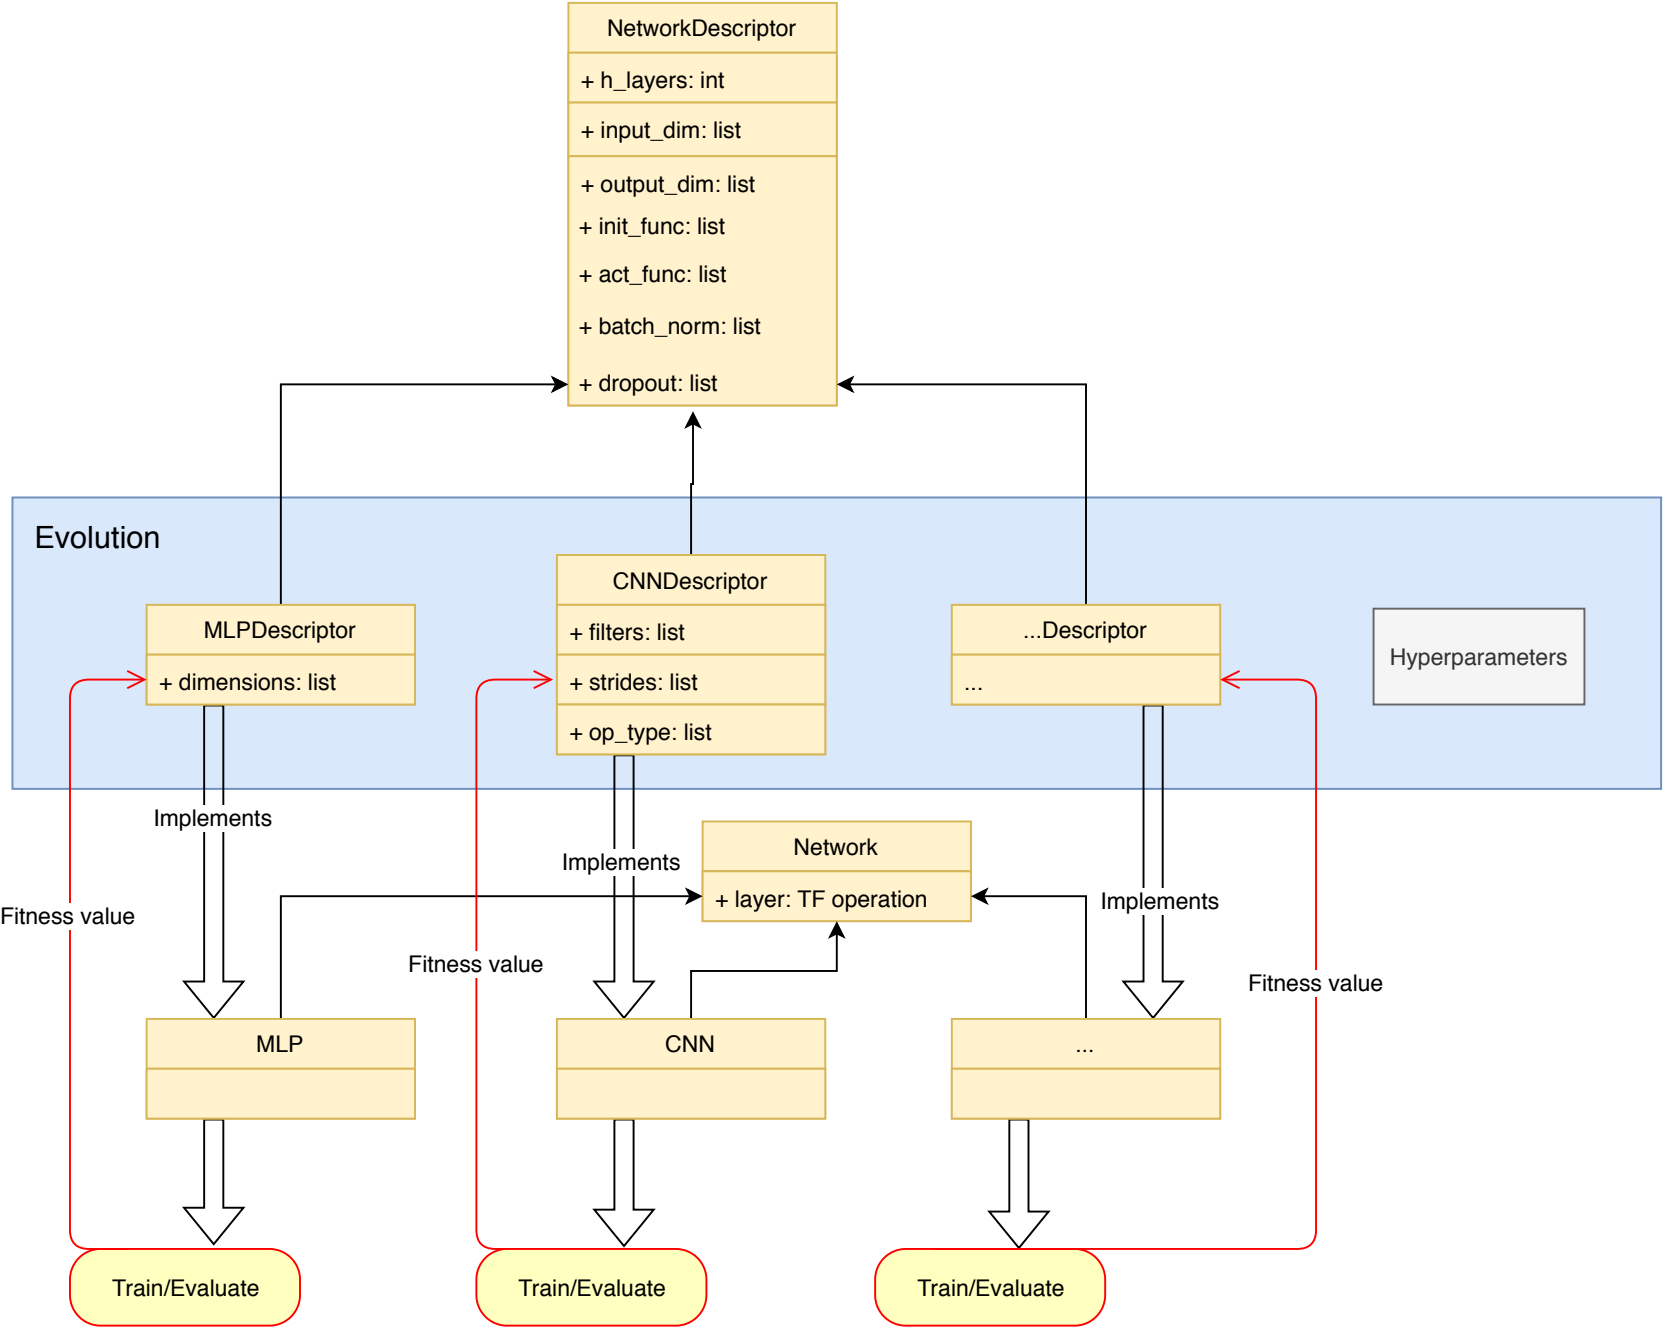 NetworkDescriptor
+ h_layers: int
+ input_dim: list
+ output_dim: list
+ init_func: list
+ act_func: list
+ batch_norm: list
+ dropout: list
Evolution
MLPDescriptor
+ dimensions: list
CNNDescriptor
+ filters: list
+ strides: list
+ op_type: list
...Descriptor
...
Hyperparameters
Implements
Implements
Implements
Network
+ layer: TF operation
Fitness value
Fitness value
Fitness value
MLP
CNN
...
Train/Evaluate
Train/Evaluate
Train/Evaluate